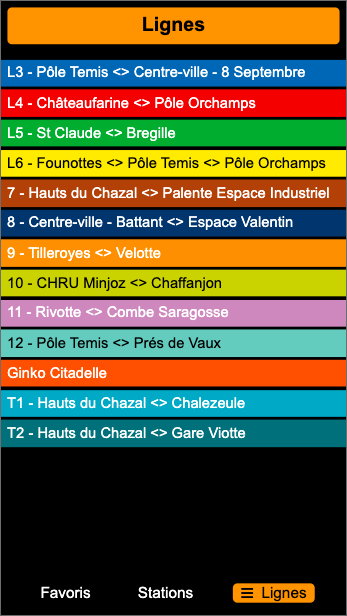 Lignes
L3 - Pôle Temis <> Centre-ville - 8 Septembre
L4 - Châteaufarine <> Pôle Orchamps
L5 - St Claude <> Bregille
L6 - Founottes <> Pôle Temis <> Pôle Orchamps
7 - Hauts du Chazal <> Palente Espace Industriel
8 - Centre-ville - Battant <> Espace Valentin
9 - Tilleroyes <> Velotte
10 - CHRU Minjoz <> Chaffanjon
11 - Rivotte <> Combe Saragosse
12 - Pôle Temis <> Prés de Vaux
Ginko Citadelle
T1 - Hauts du Chazal <> Chalezeule
T2 - Hauts du Chazal <> Gare Viotte
Favoris Stations Lignes